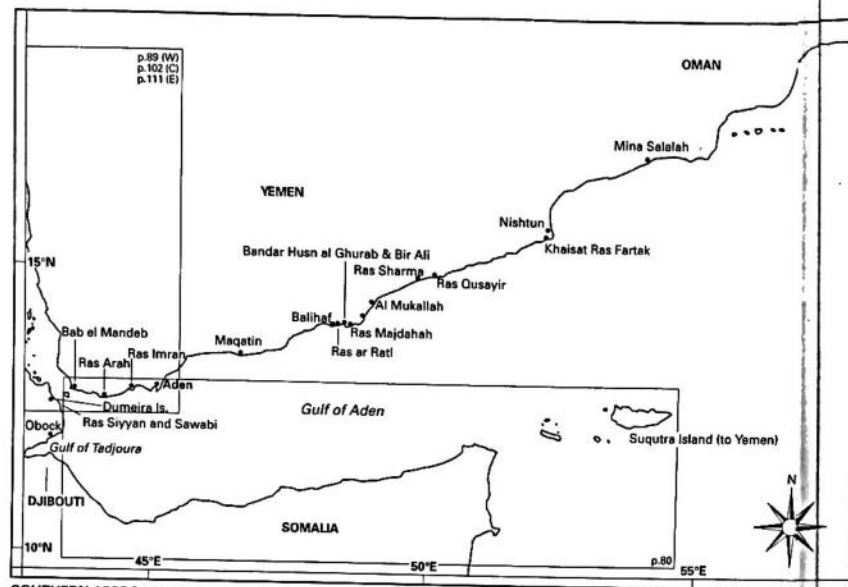 p.89 (W)
p.102 (C)
p.111 (E)
OMAN
Mina Salalah
YEMEN
Nishtun
Khaisat Ras Fartak
Bandar Husn al Ghurab & Bir Ali
15°N
Ras Sharma
Ras Qusayir
Al Mukallah
Balihaf
Ras Majdahah
Maqatin
Ras ar Ratl
Bab el Mandeb
Ras Imran
Ras Arah
Aden
Dumeira Is.
Gulf of Aden
Ras Siyyan and Sawabi
Obock
Suqutra Island (to Yemen)
Gulf of Tadjoura
N
DJIBOUTI
SOMALIA
10°N
45°E
50°E
p.80
55°E